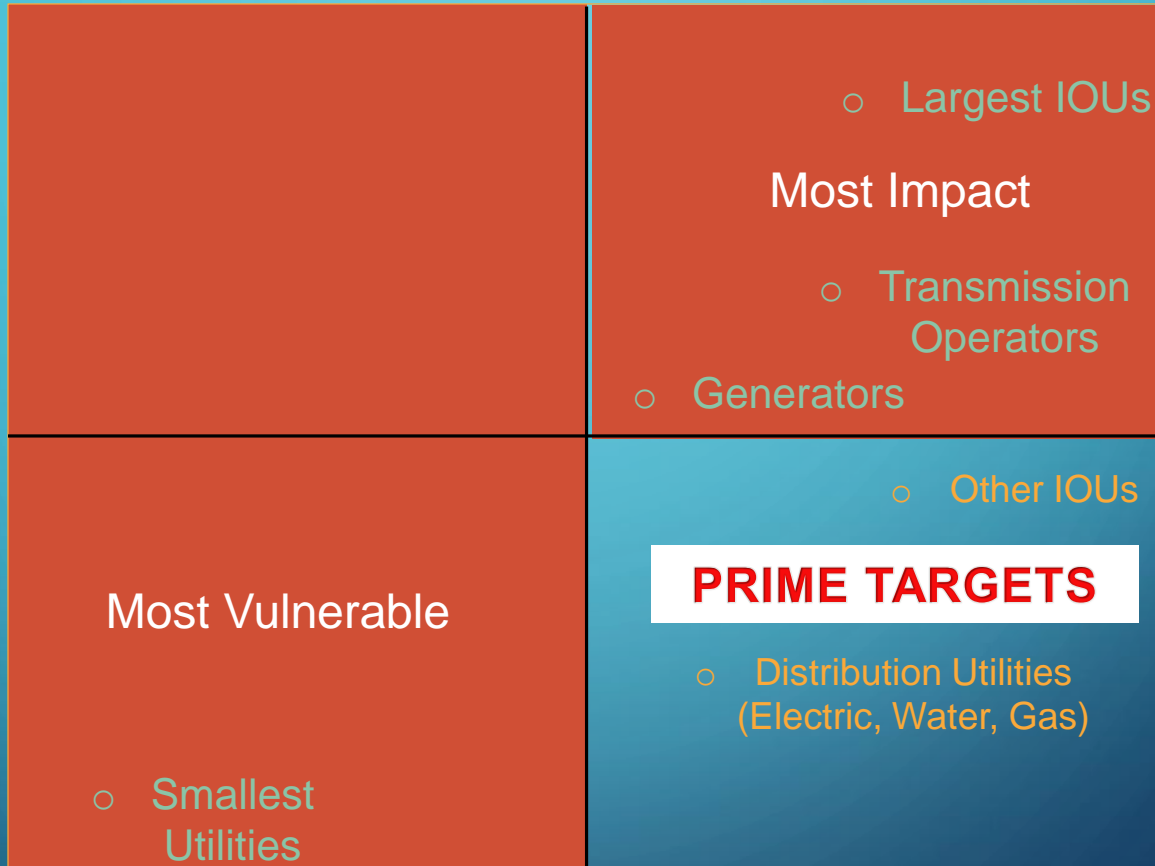 o Largest IOUs
Most Impact
o Transmission
Operators
o Generators
o Other IOUs
PRIME TARGETS
Most Vulnerable
o Distribution Utilities
(Electric, Water, Gas)
o Smallest
Utilities